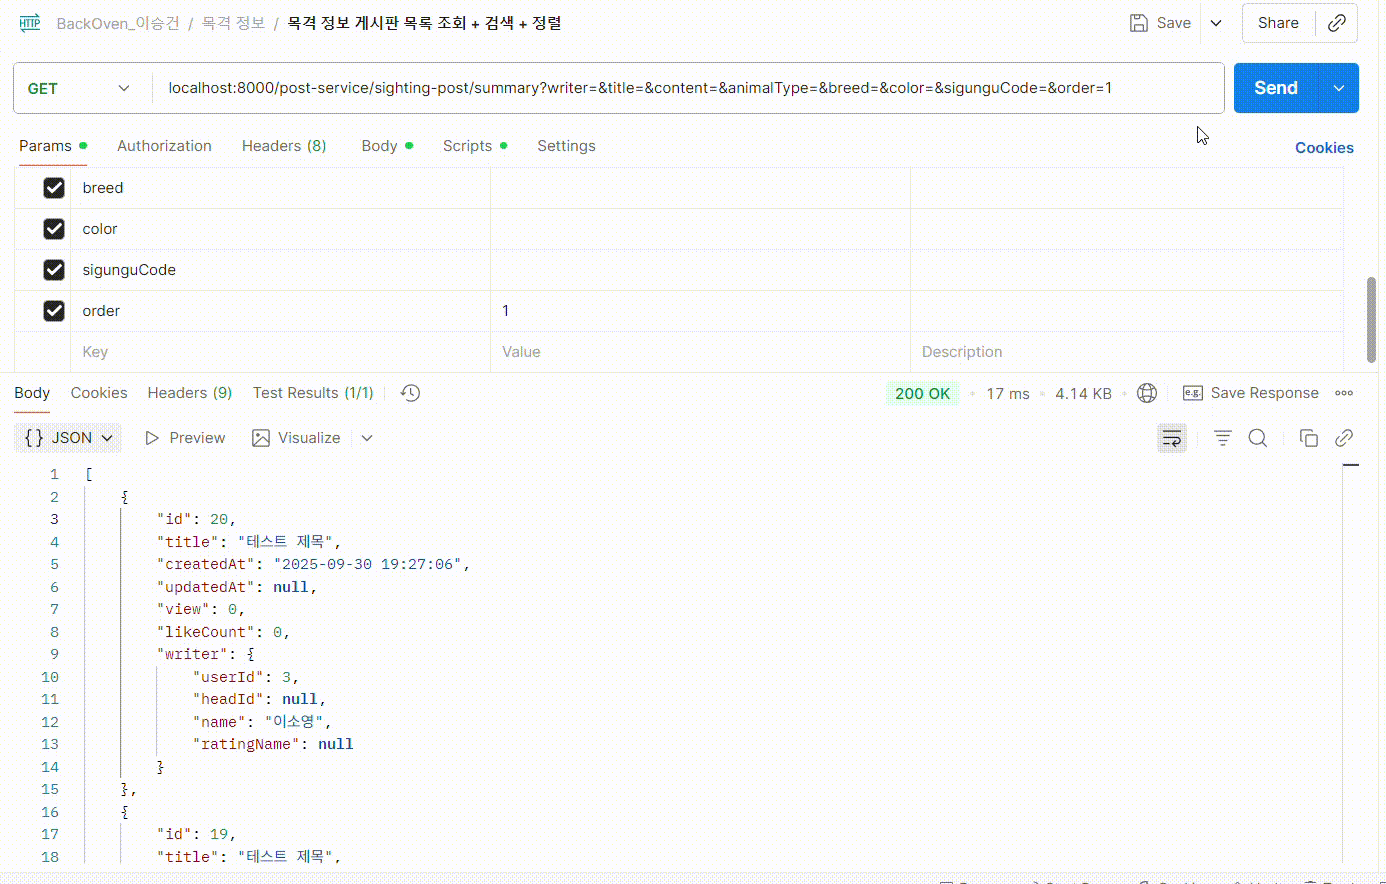 HTTP BackOven_이승건 / 목격 정보 / 목격 정보 게시판 목록 조회 + 검색 + 정렬 Save Share
GET localhost:8000/post-service/sighting-post/summary?writer=&title=&content=&animalType=&breed=&color=&sigunguCode=&order=1 Send
Params Authorization Headers (8) Body Scripts Settings Cookies
breed
color
sigunguCode
order 1
Key Value Description
Body Cookies Headers (9) Test Results (1/1) 200 OK 17 ms 4.14 KB e.g. Save Response
{} JSON Preview Visualize
1 [
2 {
3 "id": 20,
4 "title": "테스트 제목",
5 "createdAt": "2025-09-30 19:27:06",
6 "updatedAt": null,
7 "view": 0,
8 "likeCount": 0,
9 "writer": {
10 "userId": 3,
11 "headId": null,
12 "name": "이소영",
13 "ratingName": null
14 }
15 },
16 {
17 "id": 19,
18 "title": "테스트 제목",